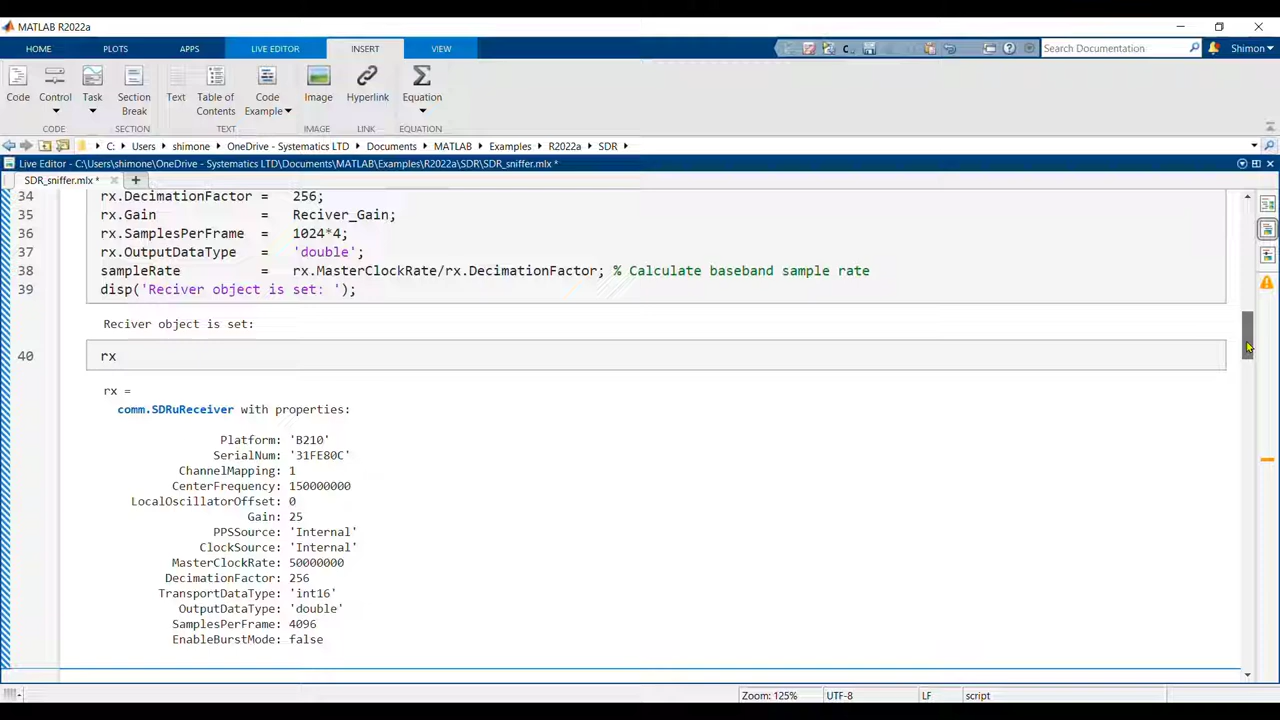 MATLAB R2022a
HOME PLOTS APPS LIVE EDITOR INSERT VIEW
Search Documentation Shimon
Code Control Task Section Break Text Table of Contents Code Example Image Hyperlink Equation
CODE SECTION TEXT IMAGE LINK EQUATION
C: Users shimone OneDrive - Systematics LTD Documents MATLAB Examples R2022a SDR
Live Editor - C:\Users\shimone\OneDrive - Systematics LTD\Documents\MATLAB\Examples\R2022a\SDR\SDR_sniffer.mlx *
SDR_sniffer.mlx *
34 rx.DecimationFactor = 256;
35 rx.Gain = Reciver_Gain;
36 rx.SamplesPerFrame = 1024*4;
37 rx.OutputDataType = 'double';
38 sampleRate = rx.MasterClockRate/rx.DecimationFactor; % Calculate baseband sample rate
39 disp('Reciver object is set: ');
Reciver object is set:
40 rx
rx =
comm.SDRuReceiver with properties:
Platform: 'B210'
SerialNum: '31FE80C'
ChannelMapping: 1
CenterFrequency: 150000000
LocalOscillatorOffset: 0
Gain: 25
PPSSource: 'Internal'
ClockSource: 'Internal'
MasterClockRate: 50000000
DecimationFactor: 256
TransportDataType: 'int16'
OutputDataType: 'double'
SamplesPerFrame: 4096
EnableBurstMode: false
Zoom: 125% UTF-8 LF script